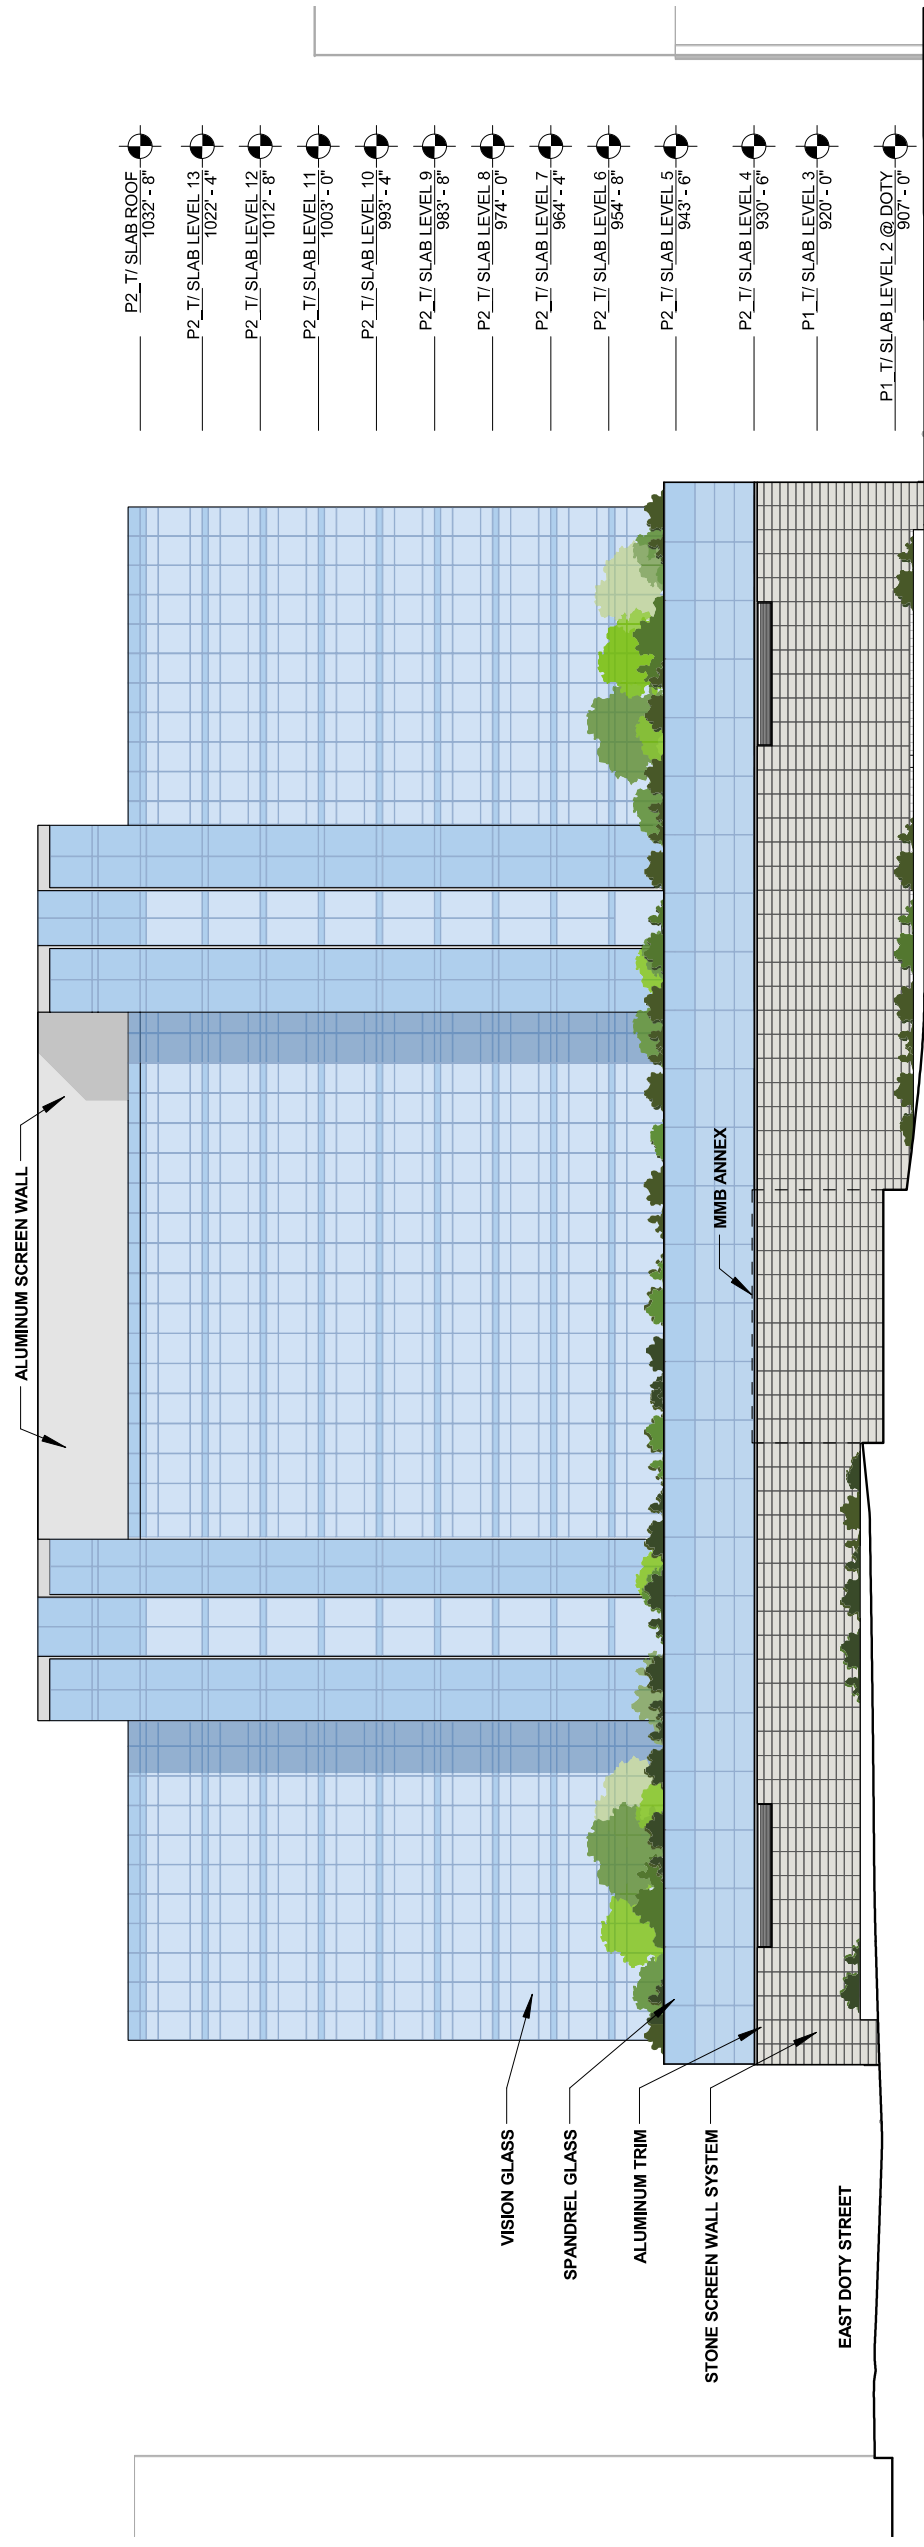 ALUMINUM SCREEN WALL
P2_T/ SLAB ROOF
1032' - 8"
P2_T/ SLAB LEVEL 13
1022' - 4"
P2_T/ SLAB LEVEL 12
1012' - 8"
P2_T/ SLAB LEVEL 11
1003' - 0"
P2_T/ SLAB LEVEL 10
993' - 4"
P2_T/ SLAB LEVEL 9
983' - 8"
P2_T/ SLAB LEVEL 8
974' - 0"
P2_T/ SLAB LEVEL 7
964' - 4"
P2_T/ SLAB LEVEL 6
954' - 8"
P2_T/ SLAB LEVEL 5
943' - 6"
P2_T/ SLAB LEVEL 4
930' - 6"
P1_T/ SLAB LEVEL 3
920' - 0"
P1_T/ SLAB LEVEL 2 @ DOTY
907' - 0"
VISION GLASS
SPANDREL GLASS
ALUMINUM TRIM
STONE SCREEN WALL SYSTEM
MMB ANNEX
EAST DOTY STREET